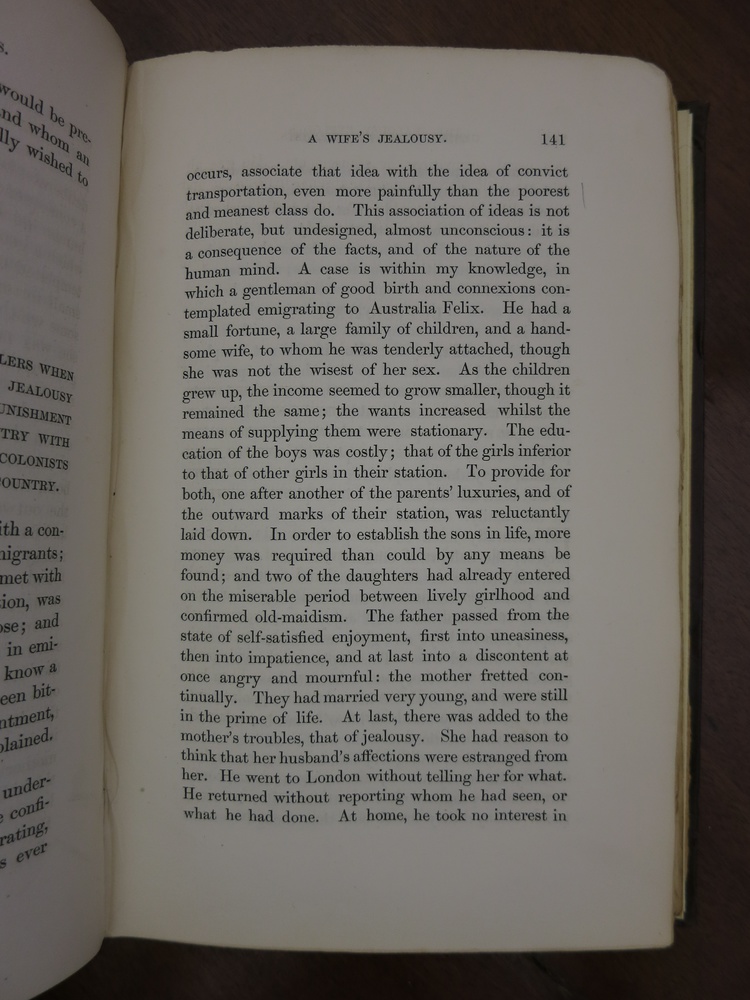 s.
would be pre-
nd whom an
lly wished to
LERS WHEN
JEALOUSY
UNISHMENT
TRY WITH
COLONISTS
OUNTRY.
ith a con-
nigrants;
met with
tion, was
ose; and
in emi-
know a
een bit-
ntment,
plained.
under-
e confi-
rating,
s ever
A WIFE'S JEALOUSY. 141
occurs, associate that idea with the idea of convict
transportation, even more painfully than the poorest
and meanest class do. This association of ideas is not
deliberate, but undesigned, almost unconscious: it is
a consequence of the facts, and of the nature of the
human mind. A case is within my knowledge, in
which a gentleman of good birth and connexions con-
templated emigrating to Australia Felix. He had a
small fortune, a large family of children, and a hand-
some wife, to whom he was tenderly attached, though
she was not the wisest of her sex. As the children
grew up, the income seemed to grow smaller, though it
remained the same; the wants increased whilst the
means of supplying them were stationary. The edu-
cation of the boys was costly; that of the girls inferior
to that of other girls in their station. To provide for
both, one after another of the parents' luxuries, and of
the outward marks of their station, was reluctantly
laid down. In order to establish the sons in life, more
money was required than could by any means be
found; and two of the daughters had already entered
on the miserable period between lively girlhood and
confirmed old-maidism. The father passed from the
state of self-satisfied enjoyment, first into uneasiness,
then into impatience, and at last into a discontent at
once angry and mournful: the mother fretted con-
tinually. They had married very young, and were still
in the prime of life. At last, there was added to the
mother's troubles, that of jealousy. She had reason to
think that her husband's affections were estranged from
her. He went to London without telling her for what.
He returned without reporting whom he had seen, or
what he had done. At home, he took no interest in